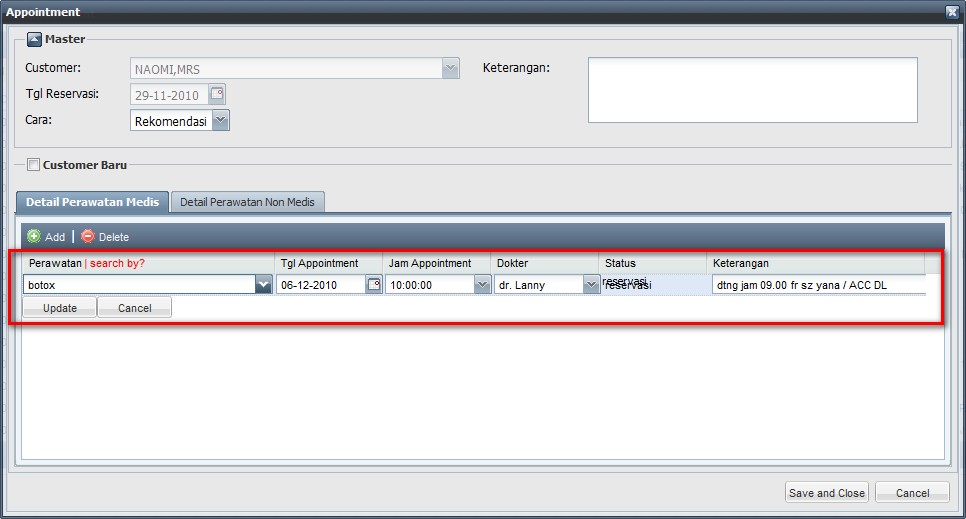 Appointment
Master
Customer: NAOMI,MRS Keterangan:
Tgl Reservasi: 29-11-2010
Cara: Rekomendasi
Customer Baru
Detail Perawatan Medis Detail Perawatan Non Medis
Add | Delete
Perawatan | search by? Tgl Appointment Jam Appointment Dokter Status Keterangan
botox 06-12-2010 10:00:00 dr. Lanny reservasi reservasi dtng jam 09.00 fr sz yana / ACC DL
Update Cancel
Save and Close Cancel